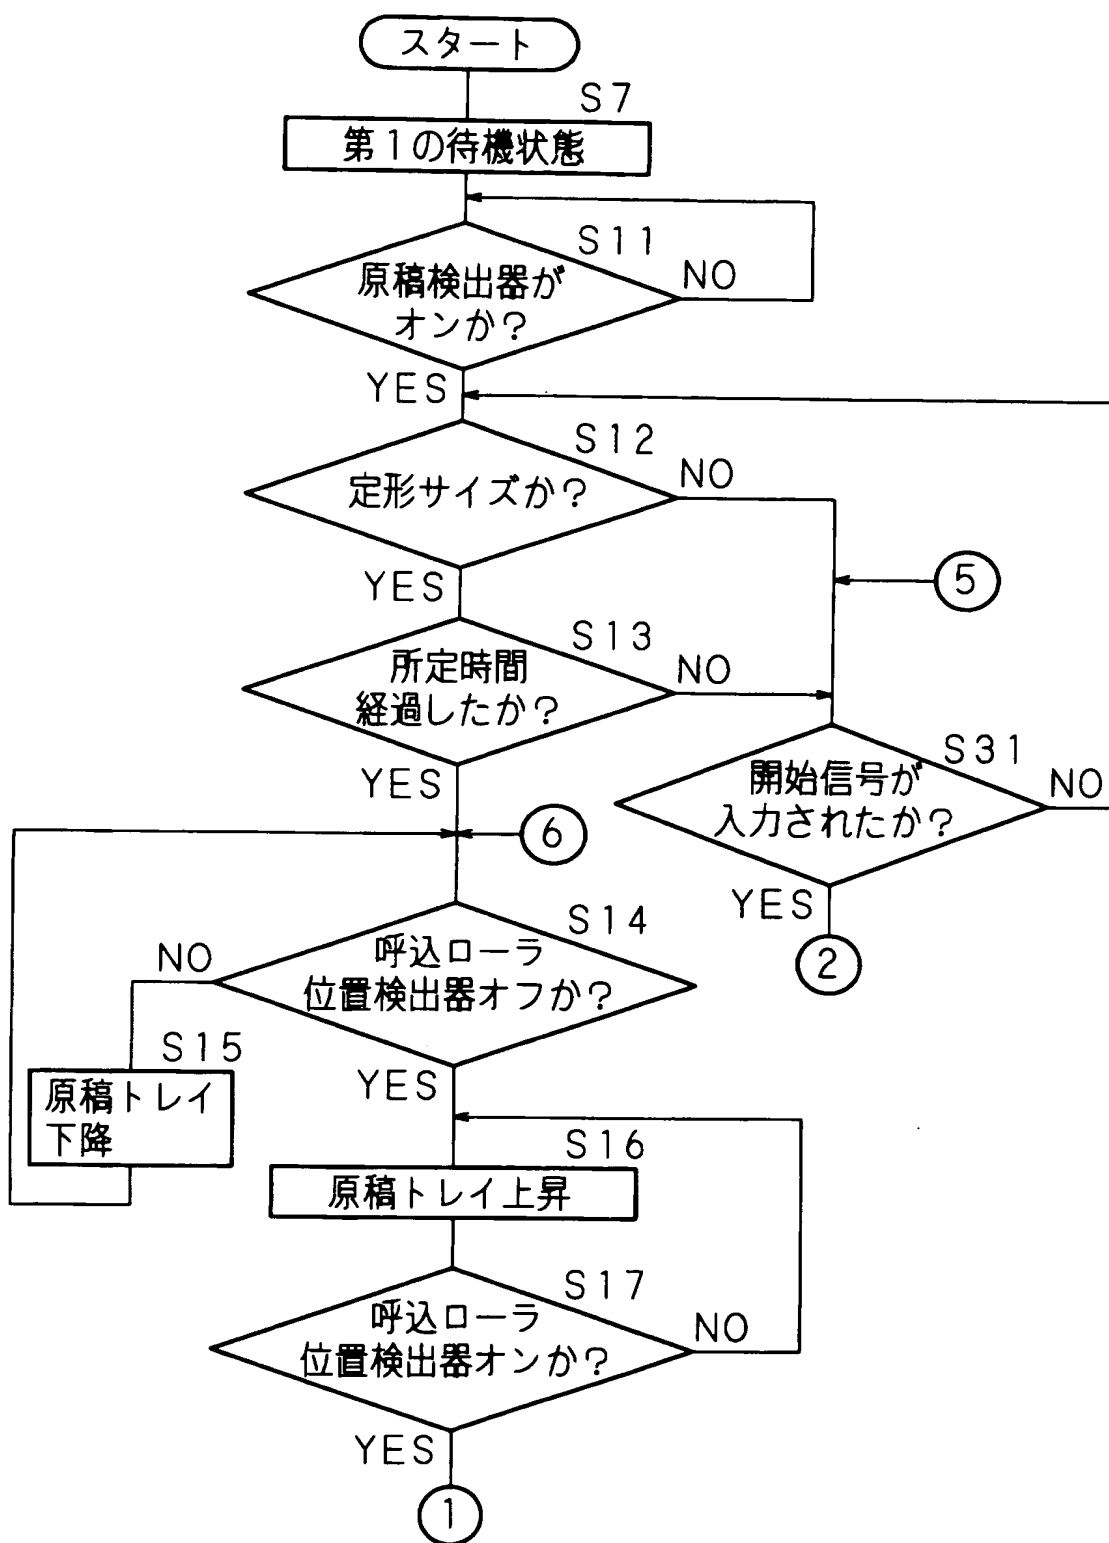 スタート
S7
第1の待機状態
S11
原稿検出器が
オンか?
NO
YES
S12
定形サイズか?
NO
YES
5
S13
所定時間
経過したか?
NO
YES
S31
開始信号が
入力されたか?
NO
YES
2
6
S14
呼込ローラ
位置検出器オフか?
NO
YES
S15
原稿トレイ
下降
S16
原稿トレイ上昇
S17
呼込ローラ
位置検出器オンか?
NO
YES
1